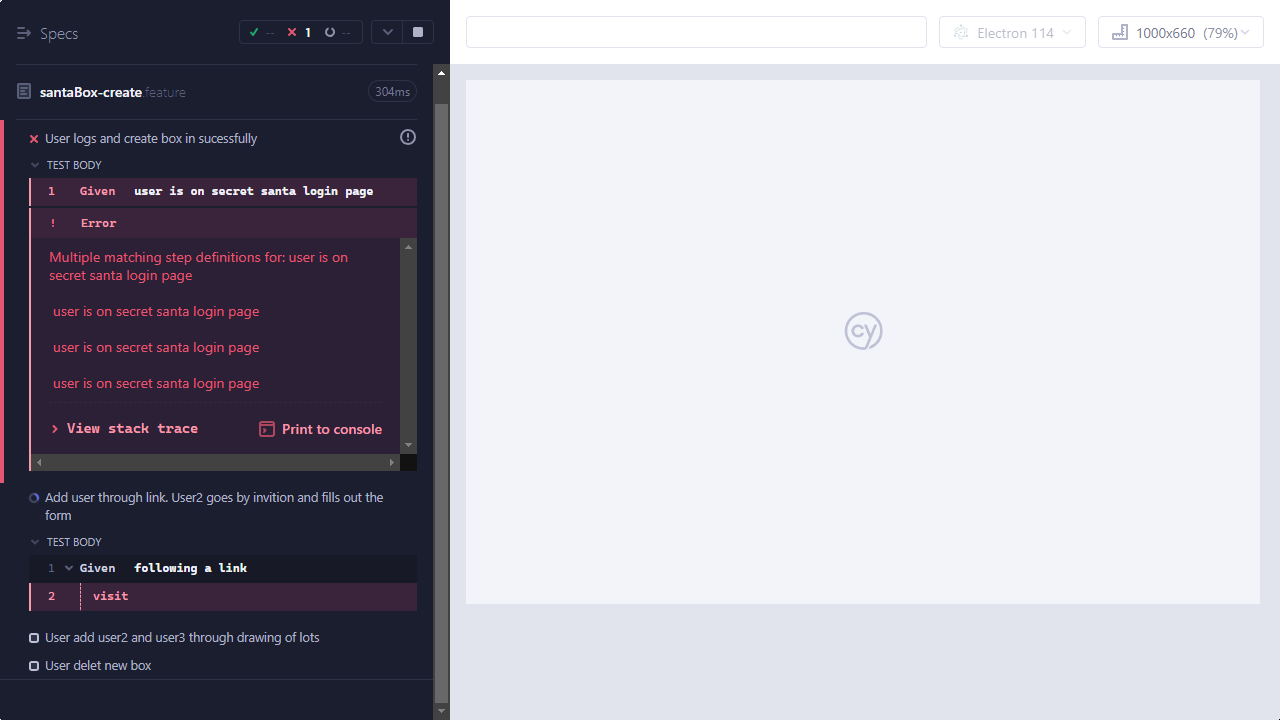 Specs
-- 1 --
Electron 114
1000x660 (79%)
santaBox-create.feature
304ms
User logs and create box in sucessfully
TEST BODY
1 Given user is on secret santa login page
! Error
Multiple matching step definitions for: user is on
secret santa login page
user is on secret santa login page
user is on secret santa login page
user is on secret santa login page
View stack trace
Print to console
Add user through link. User2 goes by invition and fills out the
form
TEST BODY
1 Given following a link
2 visit
User add user2 and user3 through drawing of lots
User delet new box
cy